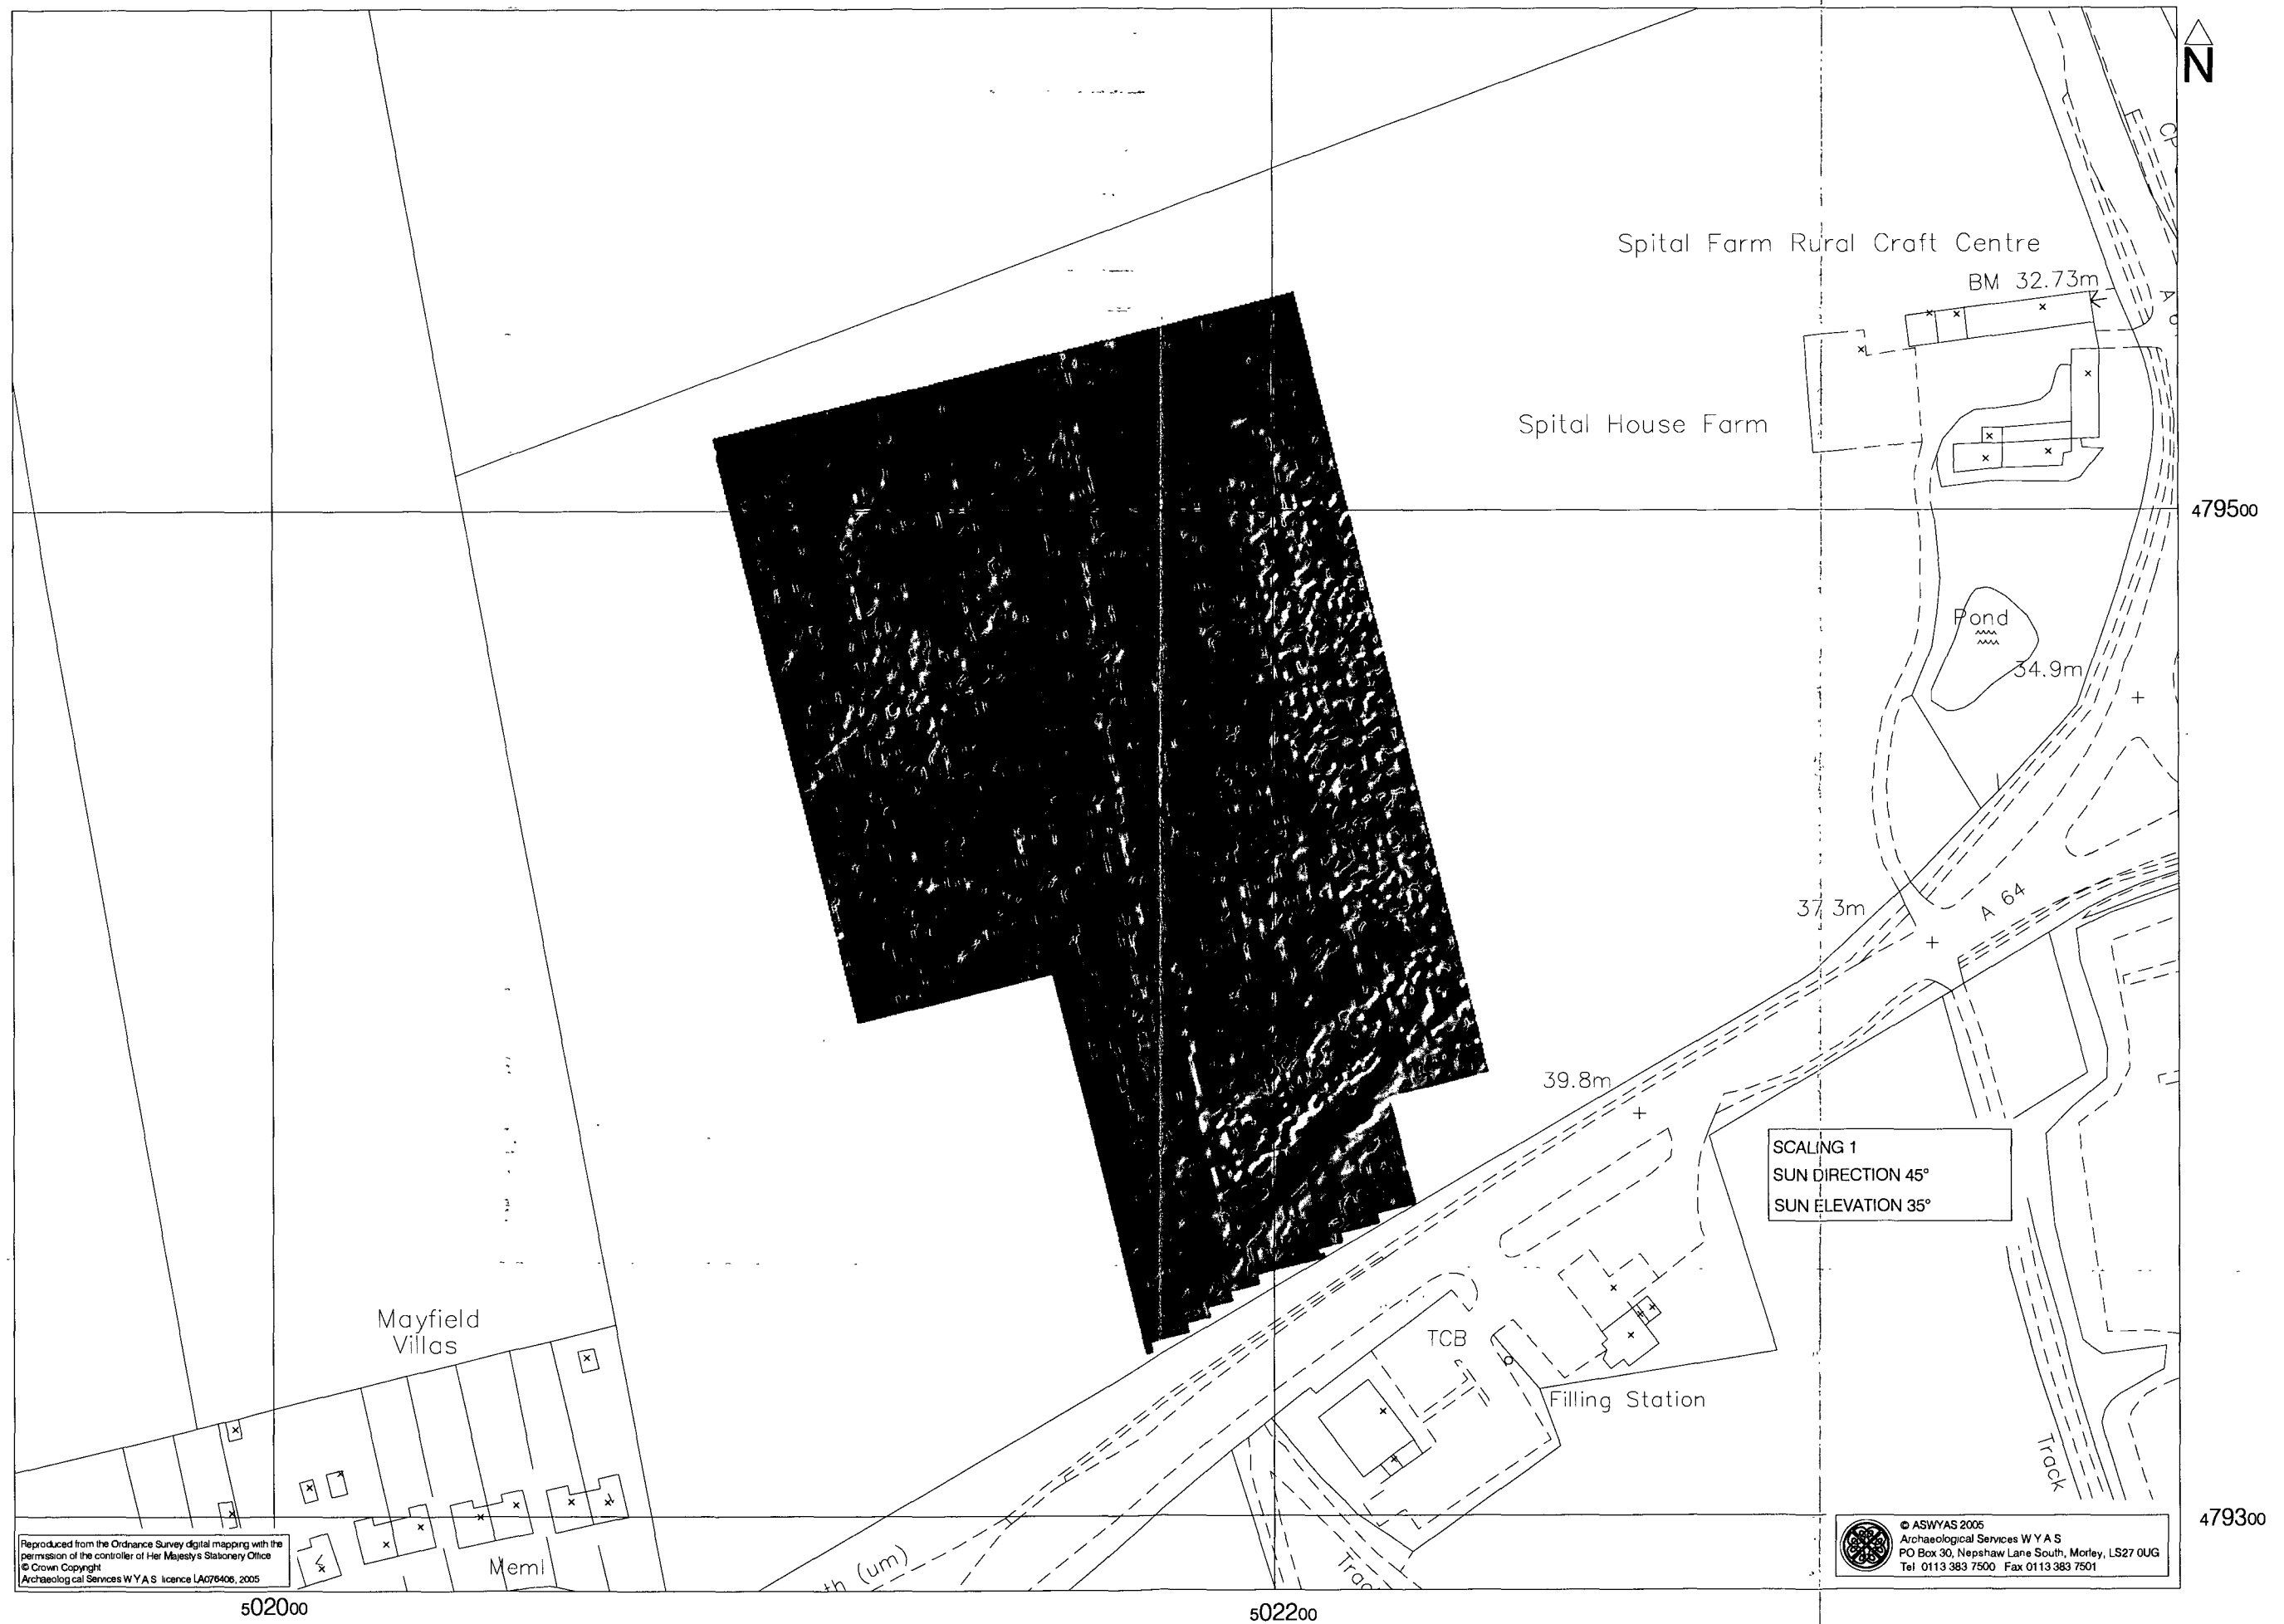 N
Spital Farm Rural Craft Centre
BM 32.73m
Spital House Farm
479500
Pond
34.9m
37.3m
A 64
39.8m
SCALING 1
SUN DIRECTION 45°
SUN ELEVATION 35°
Mayfield
Villas
TCB
Filling Station
Track
479300
Meml
th (um)
Reproduced from the Ordnance Survey digital mapping with the
permission of the controller of Her Majestys Stationery Office
© Crown Copyright
Archaeological Services W Y A S licence LA076406, 2005
© ASWYAS 2005
Archaeological Services W Y A S
PO Box 30, Nepshaw Lane South, Morley, LS27 0UG
Tel 0113 383 7500 Fax 0113 383 7501
502000
502200